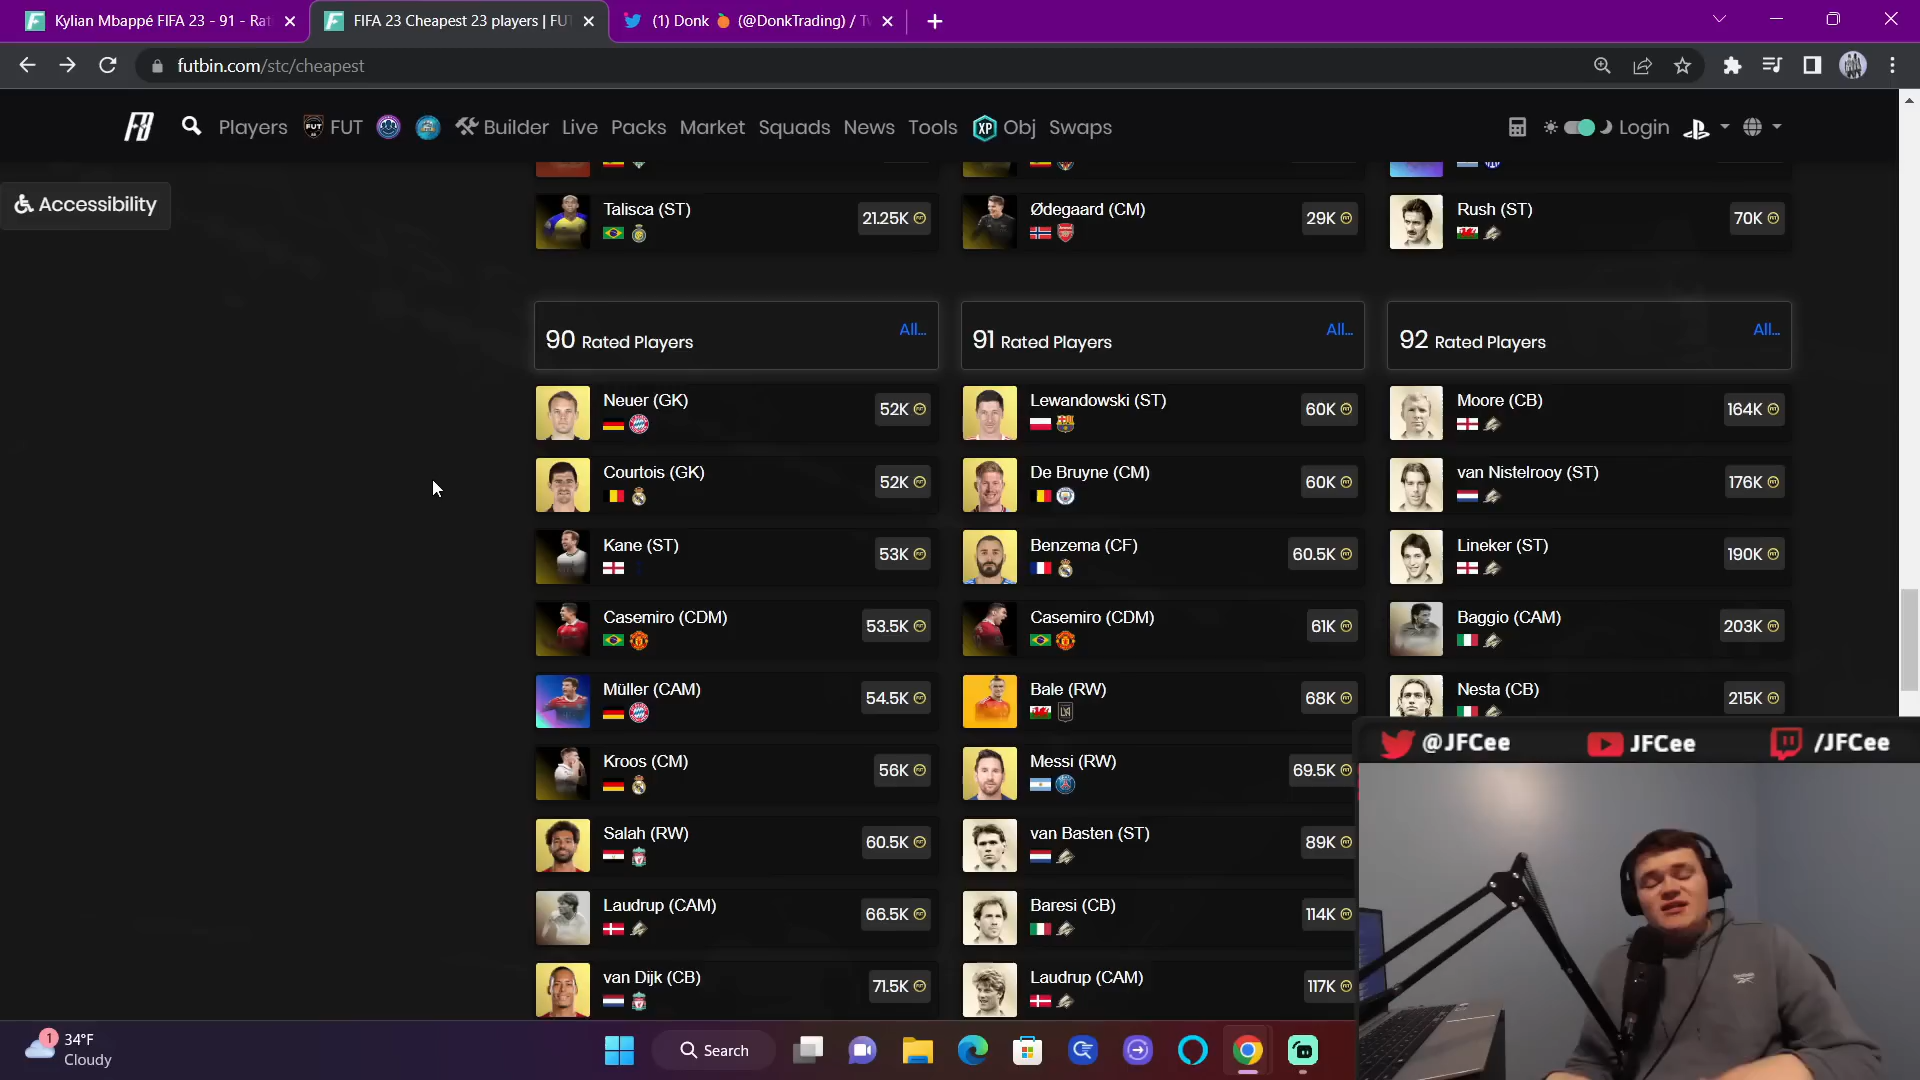 Kylian Mbappé FIFA 23 - 91 - Rat
FIFA 23 Cheapest 23 players | FUT
(1) Donk 🍊 (@DonkTrading) / Tw
futbin.com/stc/cheapest
Players
FUT
Builder
Live
Packs
Market
Squads
News
Tools
XP Obj
Swaps
Login
Accessibility
Talisca (ST)
21.25K
Ødegaard (CM)
29K
Rush (ST)
70K
90 Rated Players
All...
91 Rated Players
All...
92 Rated Players
All...
Neuer (GK)
52K
Lewandowski (ST)
60K
Moore (CB)
164K
Courtois (GK)
52K
De Bruyne (CM)
60K
van Nistelrooy (ST)
176K
Kane (ST)
53K
Benzema (CF)
60.5K
Lineker (ST)
190K
Casemiro (CDM)
53.5K
Casemiro (CDM)
61K
Baggio (CAM)
203K
Müller (CAM)
54.5K
Bale (RW)
68K
Nesta (CB)
215K
Kroos (CM)
56K
Messi (RW)
69.5K
@JFCee
JFCee
/JFCee
Salah (RW)
60.5K
van Basten (ST)
89K
Laudrup (CAM)
66.5K
Baresi (CB)
114K
van Dijk (CB)
71.5K
Laudrup (CAM)
117K
1
34°F
Cloudy
Search